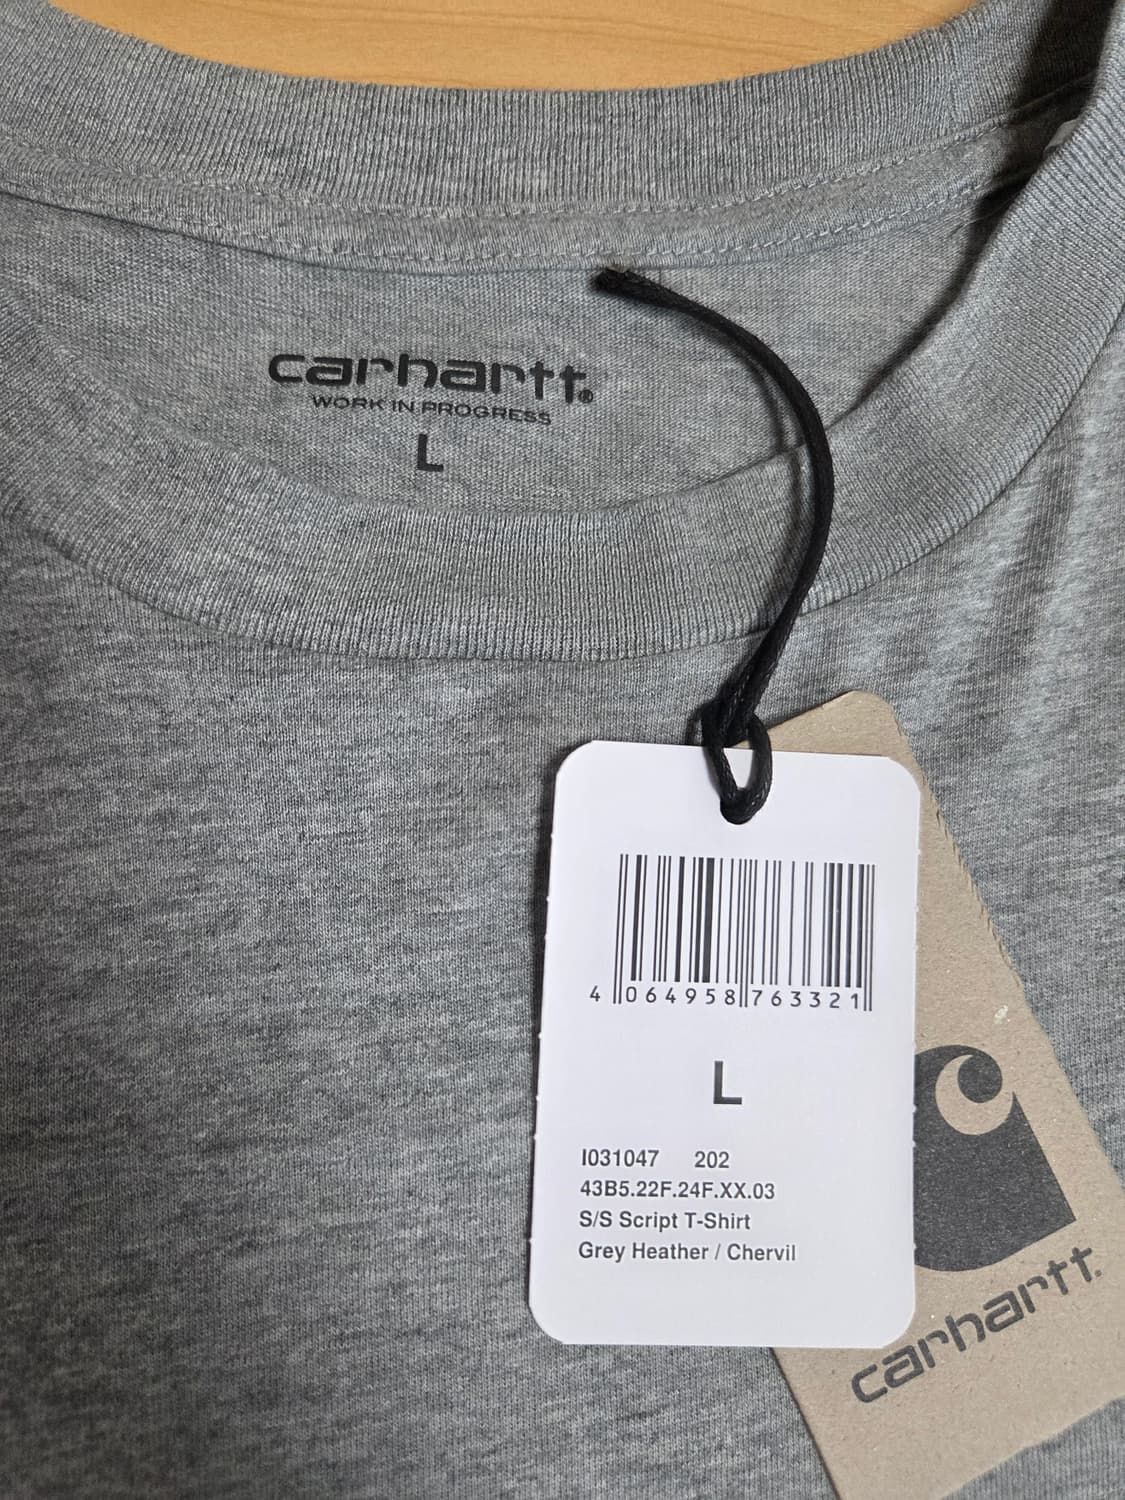 carhartt®
WORK IN PROGRESS
L
4 064958 763321
L
I031047 202
43B5.22F.24F.XX.03
S/S Script T-Shirt
Grey Heather / Chervil
carhartt.